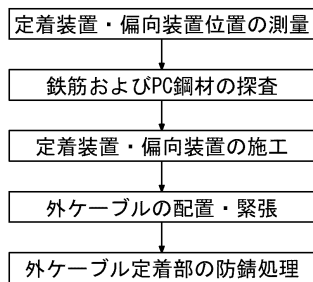 定着装置・偏向装置位置の測量
鉄筋およびPC鋼材の探査
定着装置・偏向装置の施工
外ケーブルの配置・緊張
外ケーブル定着部の防錆処理